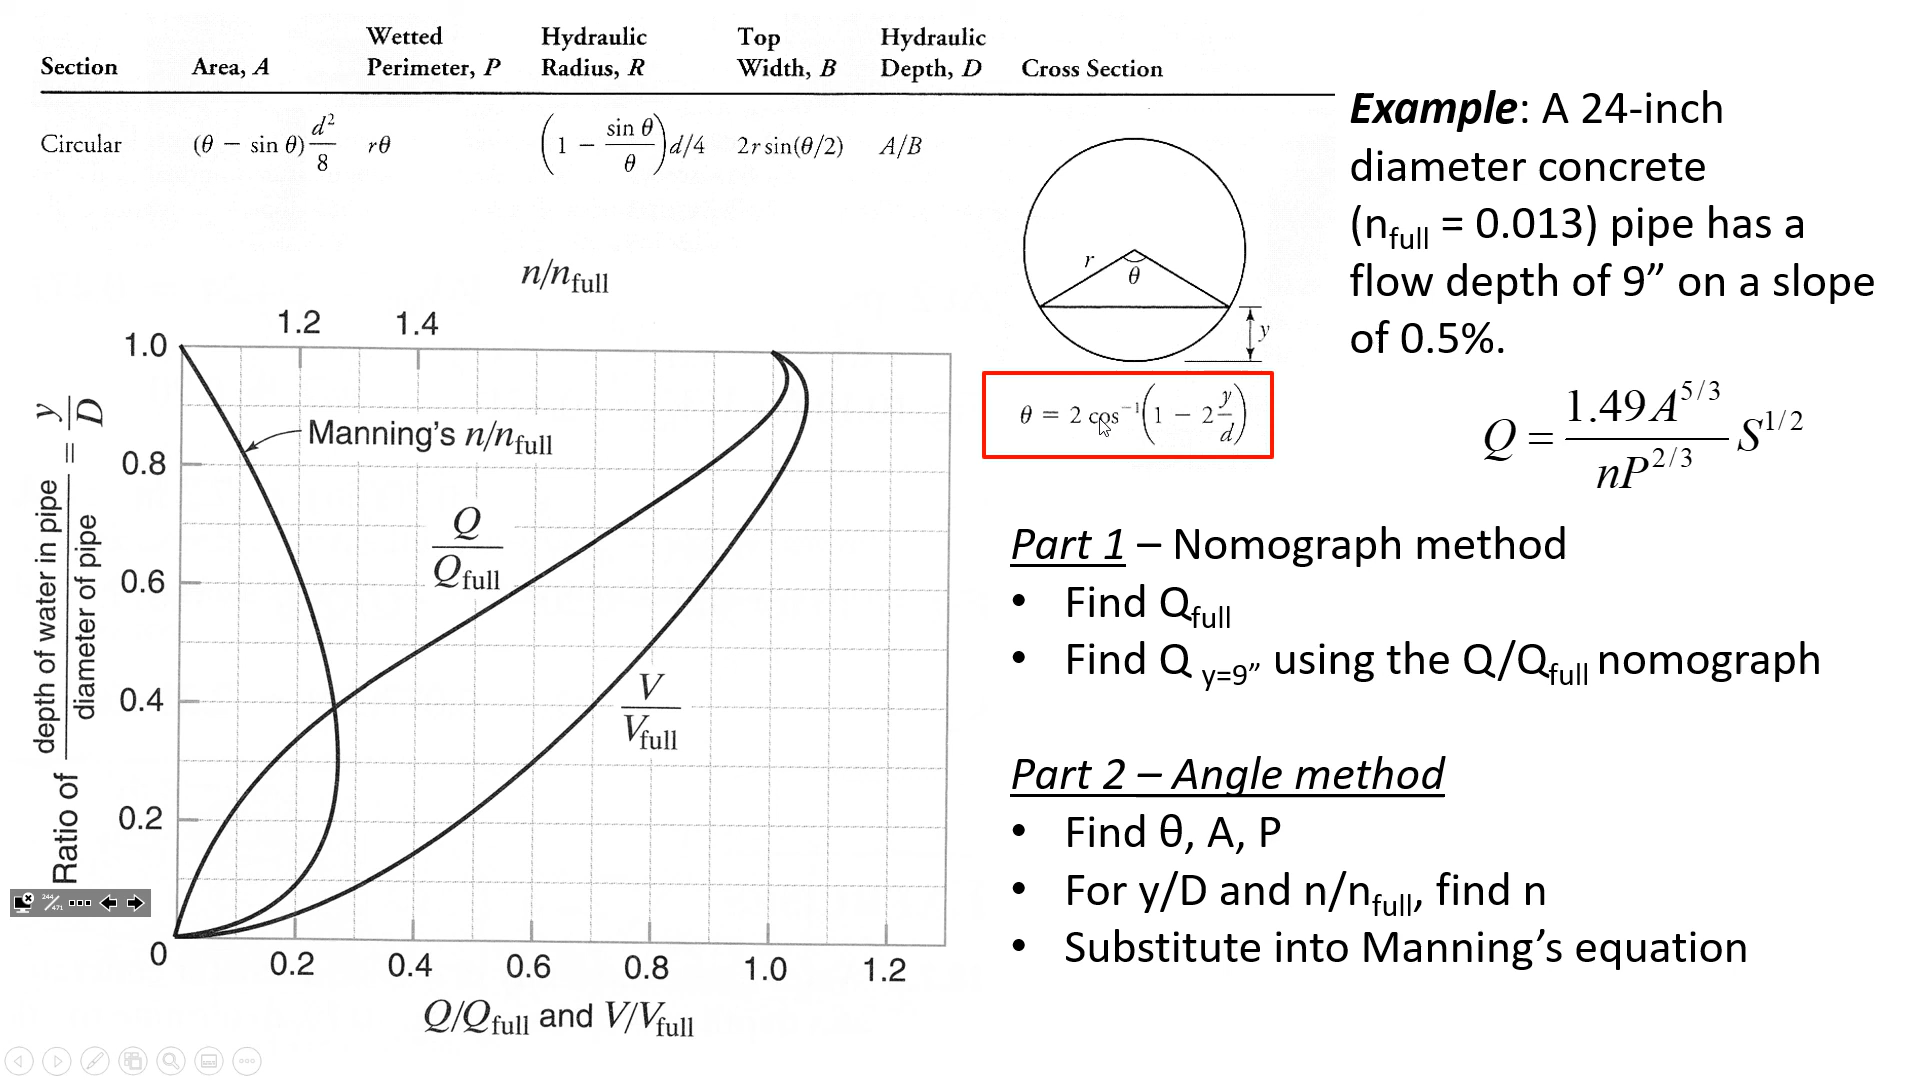 Section Area, A Wetted Perimeter, P Hydraulic Radius, R Top Width, B Hydraulic Depth, D Cross Section
Circular (θ − sin θ) d²/8 rθ (1 − sin θ/θ) d/4 2r sin(θ/2) A/B
r
θ
y
θ = 2 cos⁻¹(1 − 2 y/d)
Example: A 24-inch
diameter concrete
(n_full = 0.013) pipe has a
flow depth of 9” on a slope
of 0.5%.
Q = 1.49 A^5/3 / nP^2/3 S^1/2
n/n_full
1.2 1.4
1.0
0.8
0.6
0.4
0.2
0
Ratio of depth of water in pipe / diameter of pipe = y/D
Manning’s n/n_full
Q/Q_full
V/V_full
0.2 0.4 0.6 0.8 1.0 1.2
Q/Q_full and V/V_full
Part 1 – Nomograph method
• Find Q_full
• Find Q y=9” using the Q/Q_full nomograph
Part 2 – Angle method
• Find θ, A, P
• For y/D and n/n_full, find n
• Substitute into Manning’s equation
344/471